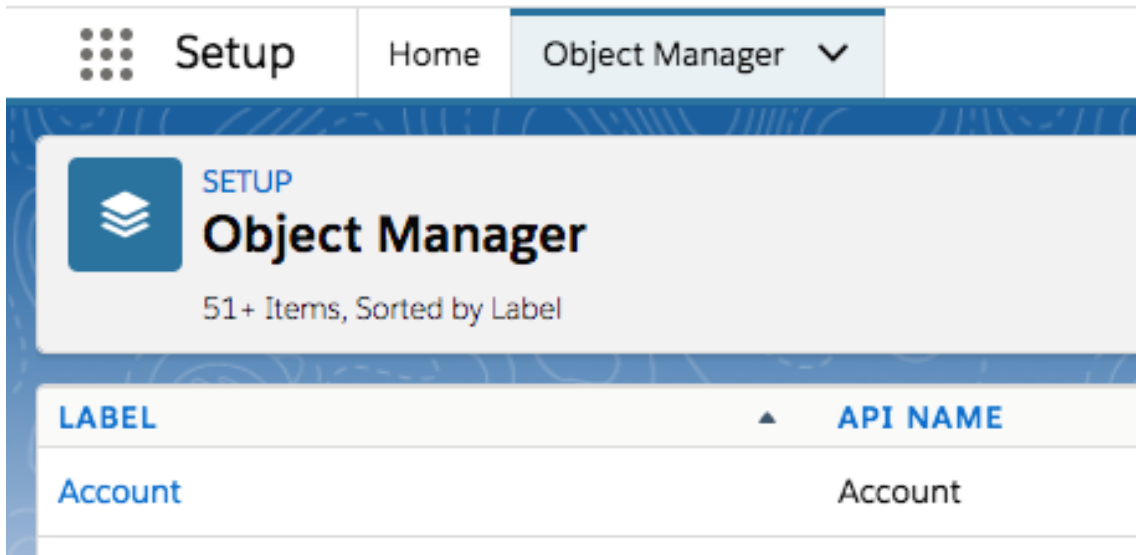 Setup Home Object Manager
SETUP
Object Manager
51+ Items, Sorted by Label
LABEL API NAME
Account Account